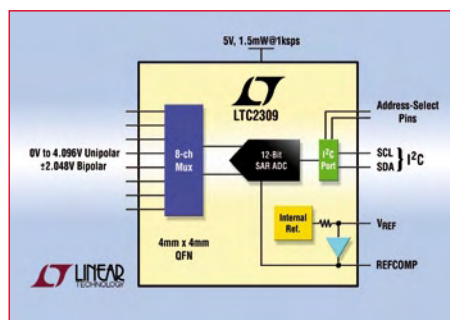 5V, 1.5mW@1ksps
LTC2309
Address-Select
Pins
0V to 4.096V Unipolar
±2.048V Bipolar
8-ch
Mux
12-Bit
SAR ADC
I²C
Port
SCL
SDA
} I²C
Internal
Ref.
VREF
4mm x 4mm
QFN
REFCOMP
LINEAR
TECHNOLOGY